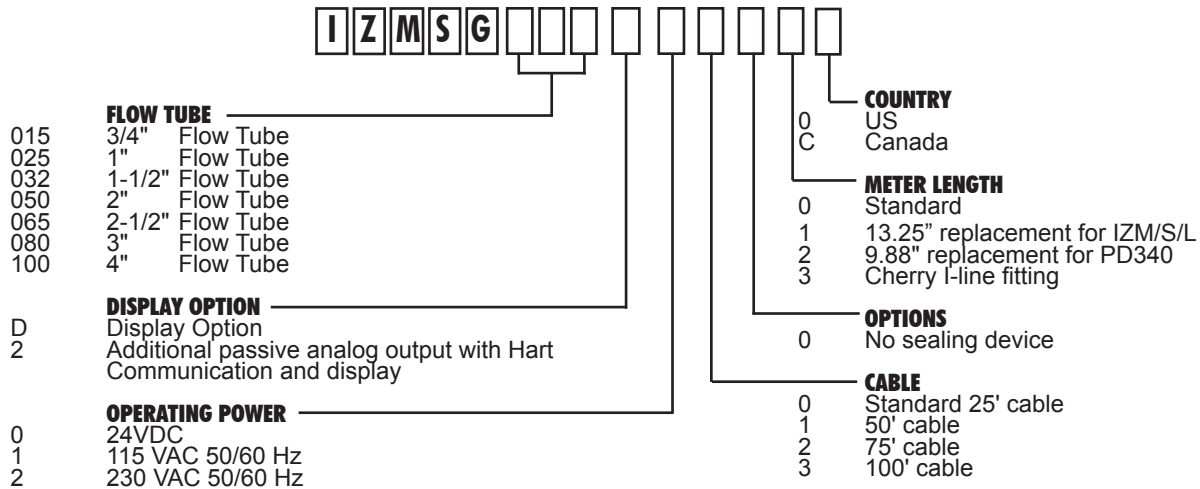 IZMSG
FLOW TUBE
015 3/4" Flow Tube
025 1" Flow Tube
032 1-1/2" Flow Tube
050 2" Flow Tube
065 2-1/2" Flow Tube
080 3" Flow Tube
100 4" Flow Tube
DISPLAY OPTION
D Display Option
2 Additional passive analog output with Hart
Communication and display
OPERATING POWER
0 24VDC
1 115 VAC 50/60 Hz
2 230 VAC 50/60 Hz
COUNTRY
0 US
C Canada
METER LENGTH
0 Standard
1 13.25” replacement for IZM/S/L
2 9.88" replacement for PD340
3 Cherry I-line fitting
OPTIONS
0 No sealing device
CABLE
0 Standard 25' cable
1 50' cable
2 75' cable
3 100' cable